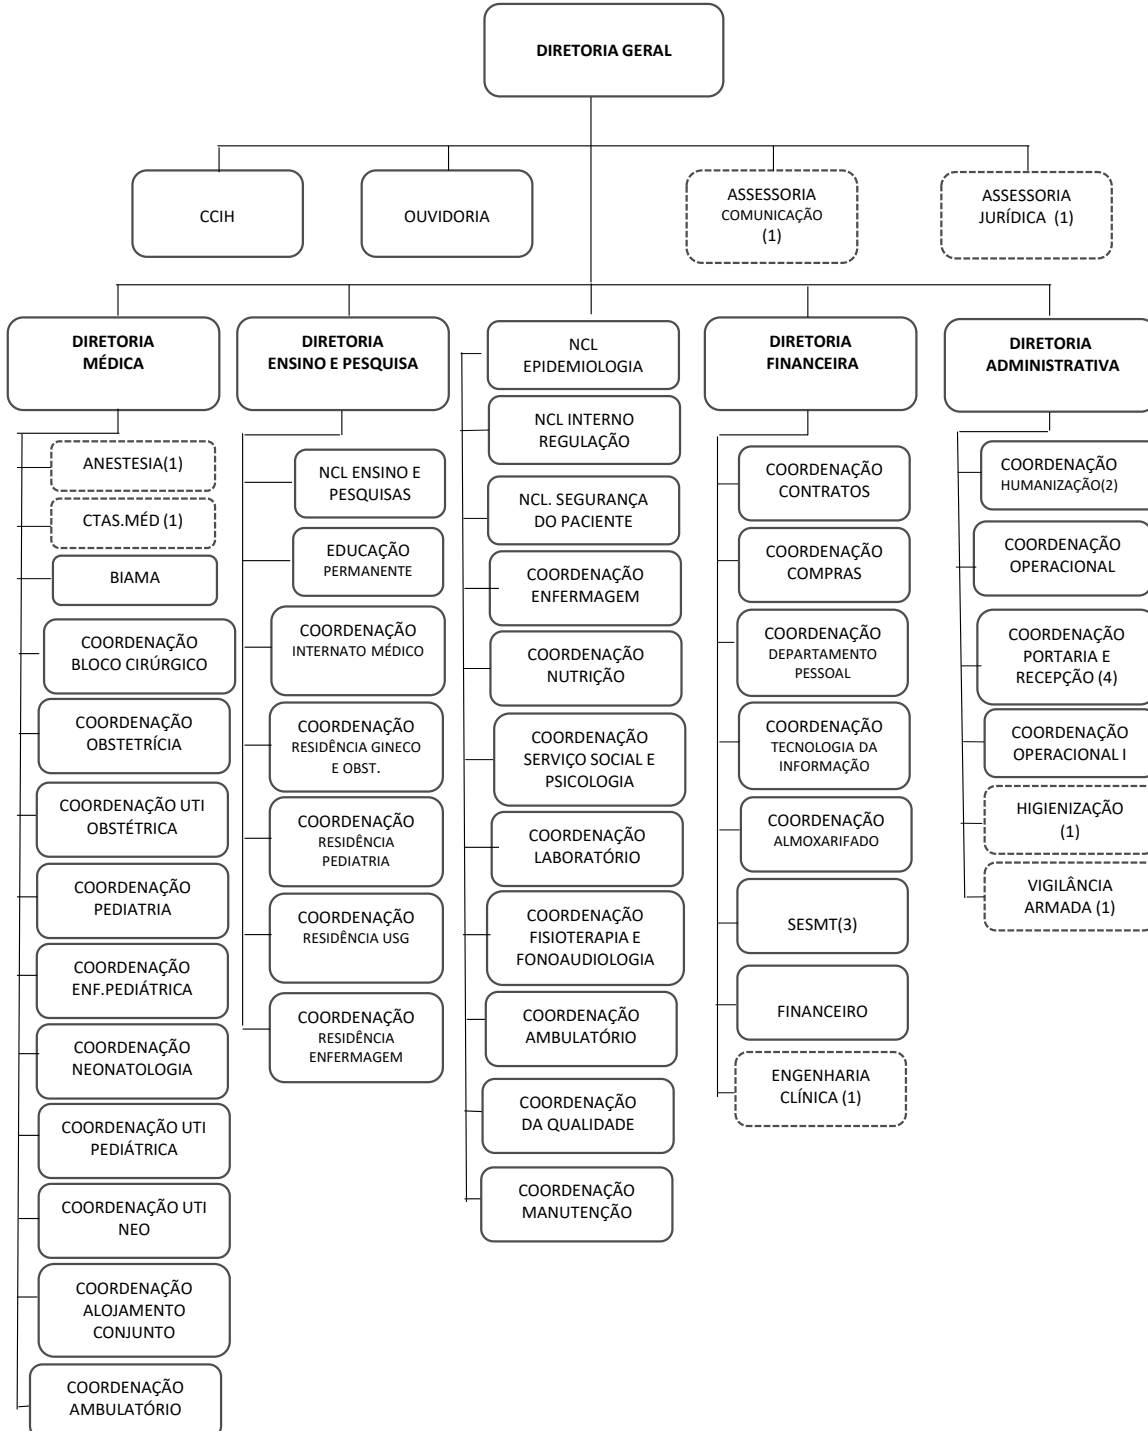 DIRETORIA GERAL
CCIH
OUVIDORIA
ASSESSORIA
COMUNICAÇÃO
(1)
ASSESSORIA
JURÍDICA (1)
DIRETORIA
MÉDICA
ANESTESIA(1)
CTAS.MÉD (1)
BIAMA
COORDENAÇÃO
BLOCO CIRÚRGICO
COORDENAÇÃO
OBSTETRÍCIA
COORDENAÇÃO UTI
OBSTÉTRICA
COORDENAÇÃO
PEDIATRIA
COORDENAÇÃO
ENF.PEDIÁTRICA
COORDENAÇÃO
NEONATOLOGIA
COORDENAÇÃO UTI
PEDIÁTRICA
COORDENAÇÃO UTI
NEO
COORDENAÇÃO
ALOJAMENTO
CONJUNTO
COORDENAÇÃO
AMBULATÓRIO
DIRETORIA
ENSINO E PESQUISA
NCL ENSINO E
PESQUISAS
EDUCAÇÃO
PERMANENTE
COORDENAÇÃO
INTERNATO MÉDICO
COORDENAÇÃO
RESIDÊNCIA GINECO
E OBST.
COORDENAÇÃO
RESIDÊNCIA
PEDIATRIA
COORDENAÇÃO
RESIDÊNCIA USG
COORDENAÇÃO
RESIDÊNCIA
ENFERMAGEM
NCL
EPIDEMIOLOGIA
NCL INTERNO
REGULAÇÃO
NCL. SEGURANÇA
DO PACIENTE
COORDENAÇÃO
ENFERMAGEM
COORDENAÇÃO
NUTRIÇÃO
COORDENAÇÃO
SERVIÇO SOCIAL E
PSICOLOGIA
COORDENAÇÃO
LABORATÓRIO
COORDENAÇÃO
FISIOTERAPIA E
FONOAUDIOLOGIA
COORDENAÇÃO
AMBULATÓRIO
COORDENAÇÃO
DA QUALIDADE
COORDENAÇÃO
MANUTENÇÃO
DIRETORIA
FINANCEIRA
COORDENAÇÃO
CONTRATOS
COORDENAÇÃO
COMPRAS
COORDENAÇÃO
DEPARTAMENTO
PESSOAL
COORDENAÇÃO
TECNOLOGIA DA
INFORMAÇÃO
COORDENAÇÃO
ALMOXARIFADO
SESMT(3)
FINANCEIRO
ENGENHARIA
CLÍNICA (1)
DIRETORIA
ADMINISTRATIVA
COORDENAÇÃO
HUMANIZAÇÃO(2)
COORDENAÇÃO
OPERACIONAL
COORDENAÇÃO
PORTARIA E
RECEPÇÃO (4)
COORDENAÇÃO
OPERACIONAL I
HIGIENIZAÇÃO
(1)
VIGILÂNCIA
ARMADA (1)